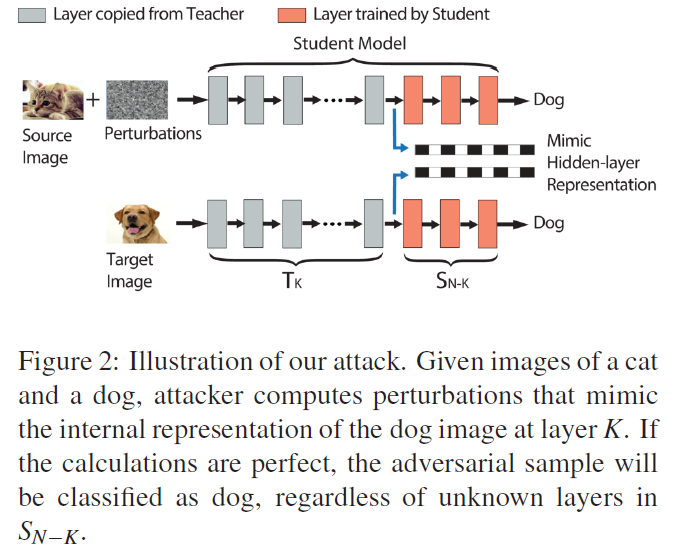 Layer copied from Teacher
Layer trained by Student
Student Model
Source
Image
+
Perturbations
Dog
Mimic
Hidden-layer
Representation
Target
Image
Dog
TK
SN-K
Figure 2: Illustration of our attack. Given images of a cat
and a dog, attacker computes perturbations that mimic
the internal representation of the dog image at layer K. If
the calculations are perfect, the adversarial sample will
be classified as dog, regardless of unknown layers in
SN−K.